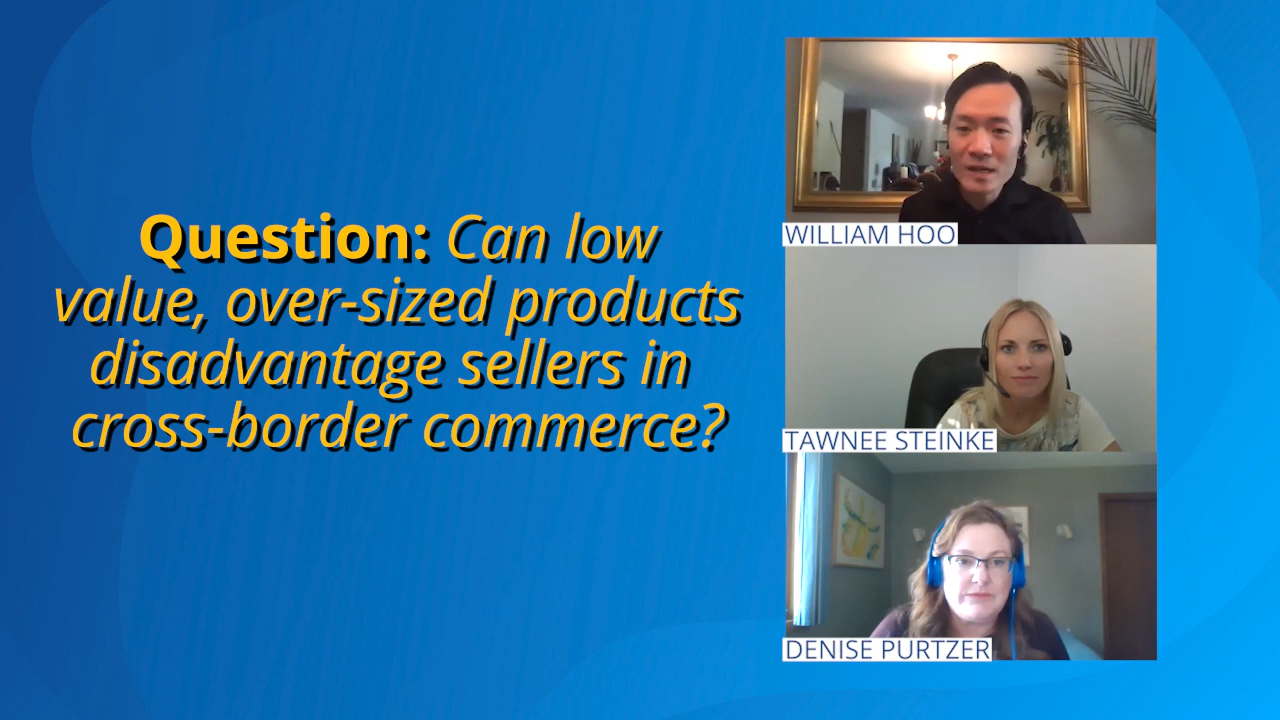 Question: Can low
value, over-sized products
disadvantage sellers in
cross-border commerce?
WILLIAM HOO
TAWNEE STEINKE
DENISE PURTZER